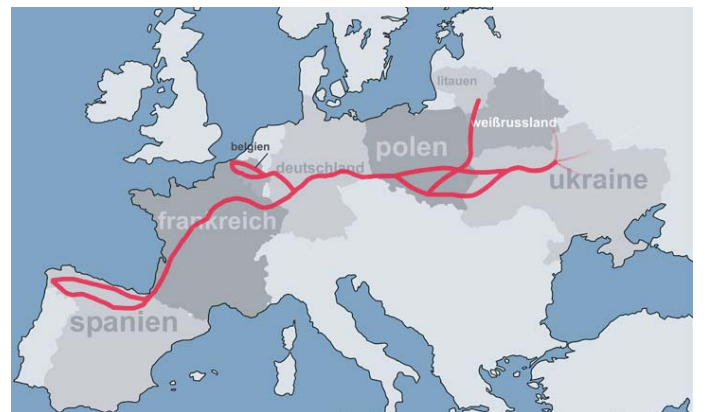 litauen
weißrussland
belgien
polen
deutschland
ukraine
frankreich
spanien